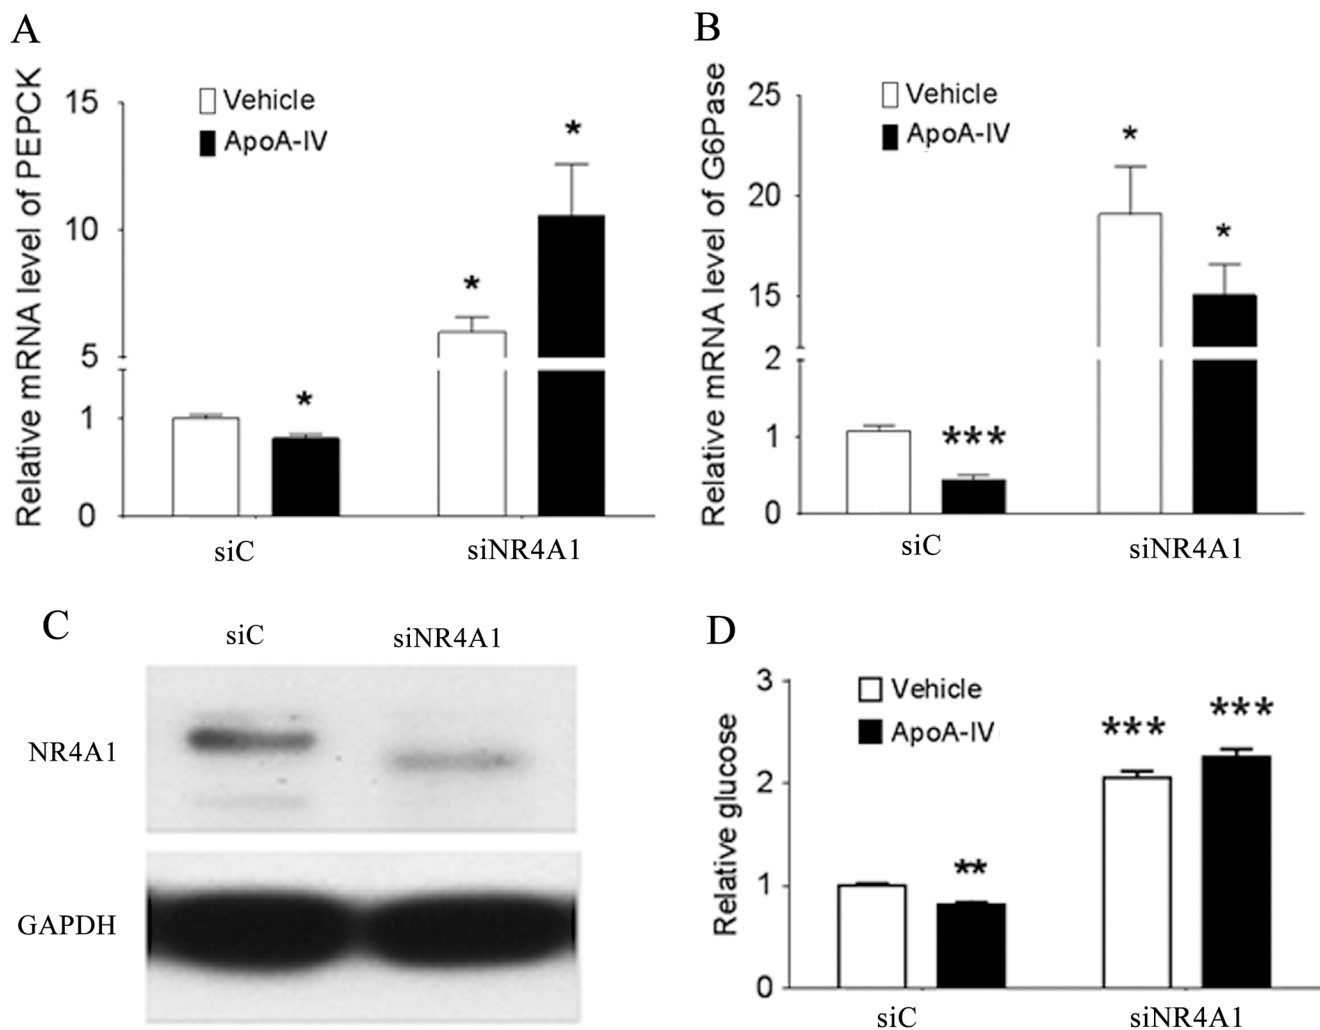 A
Relative mRNA level of PEPCK
15
10
5
1
0
Vehicle
ApoA-IV
*
*
*
siC
siNR4A1
B
Relative mRNA level of G6Pase
25
20
15
2
1
0
Vehicle
ApoA-IV
***
*
*
siC
siNR4A1
C
siC
siNR4A1
NR4A1
GAPDH
D
Relative glucose
3
2
1
0
Vehicle
ApoA-IV
**
***
***
siC
siNR4A1